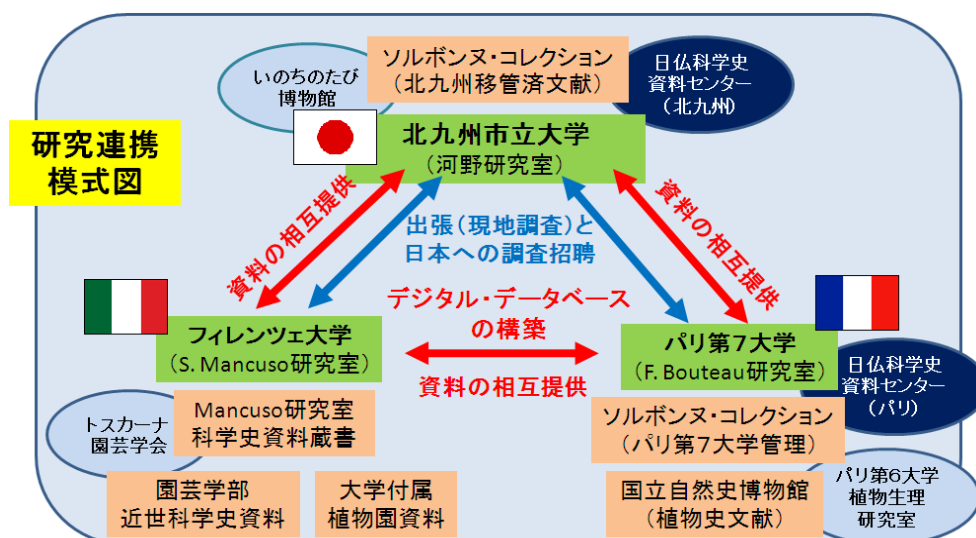 ソルボンヌ・コレクション
（北九州移管済文献）
いのちのたび
博物館
日仏科学史
資料センター
（北九州）
研究連携
模式図
北九州市立大学
（河野研究室）
資料の相互提供
出張（現地調査）と
日本への調査招聘
資料の相互提供
デジタル・データベース
の構築
資料の相互提供
フィレンツェ大学
（S. Mancuso研究室）
パリ第７大学
（F. Bouteau研究室）
日仏科学史
資料センター
（パリ）
トスカーナ
園芸学会
Mancuso研究室
科学史資料蔵書
ソルボンヌ・コレクション
（パリ第７大学管理）
園芸学部
近世科学史資料
大学付属
植物園資料
国立自然史博物館
（植物史文献）
パリ第６大学
植物生理
研究室